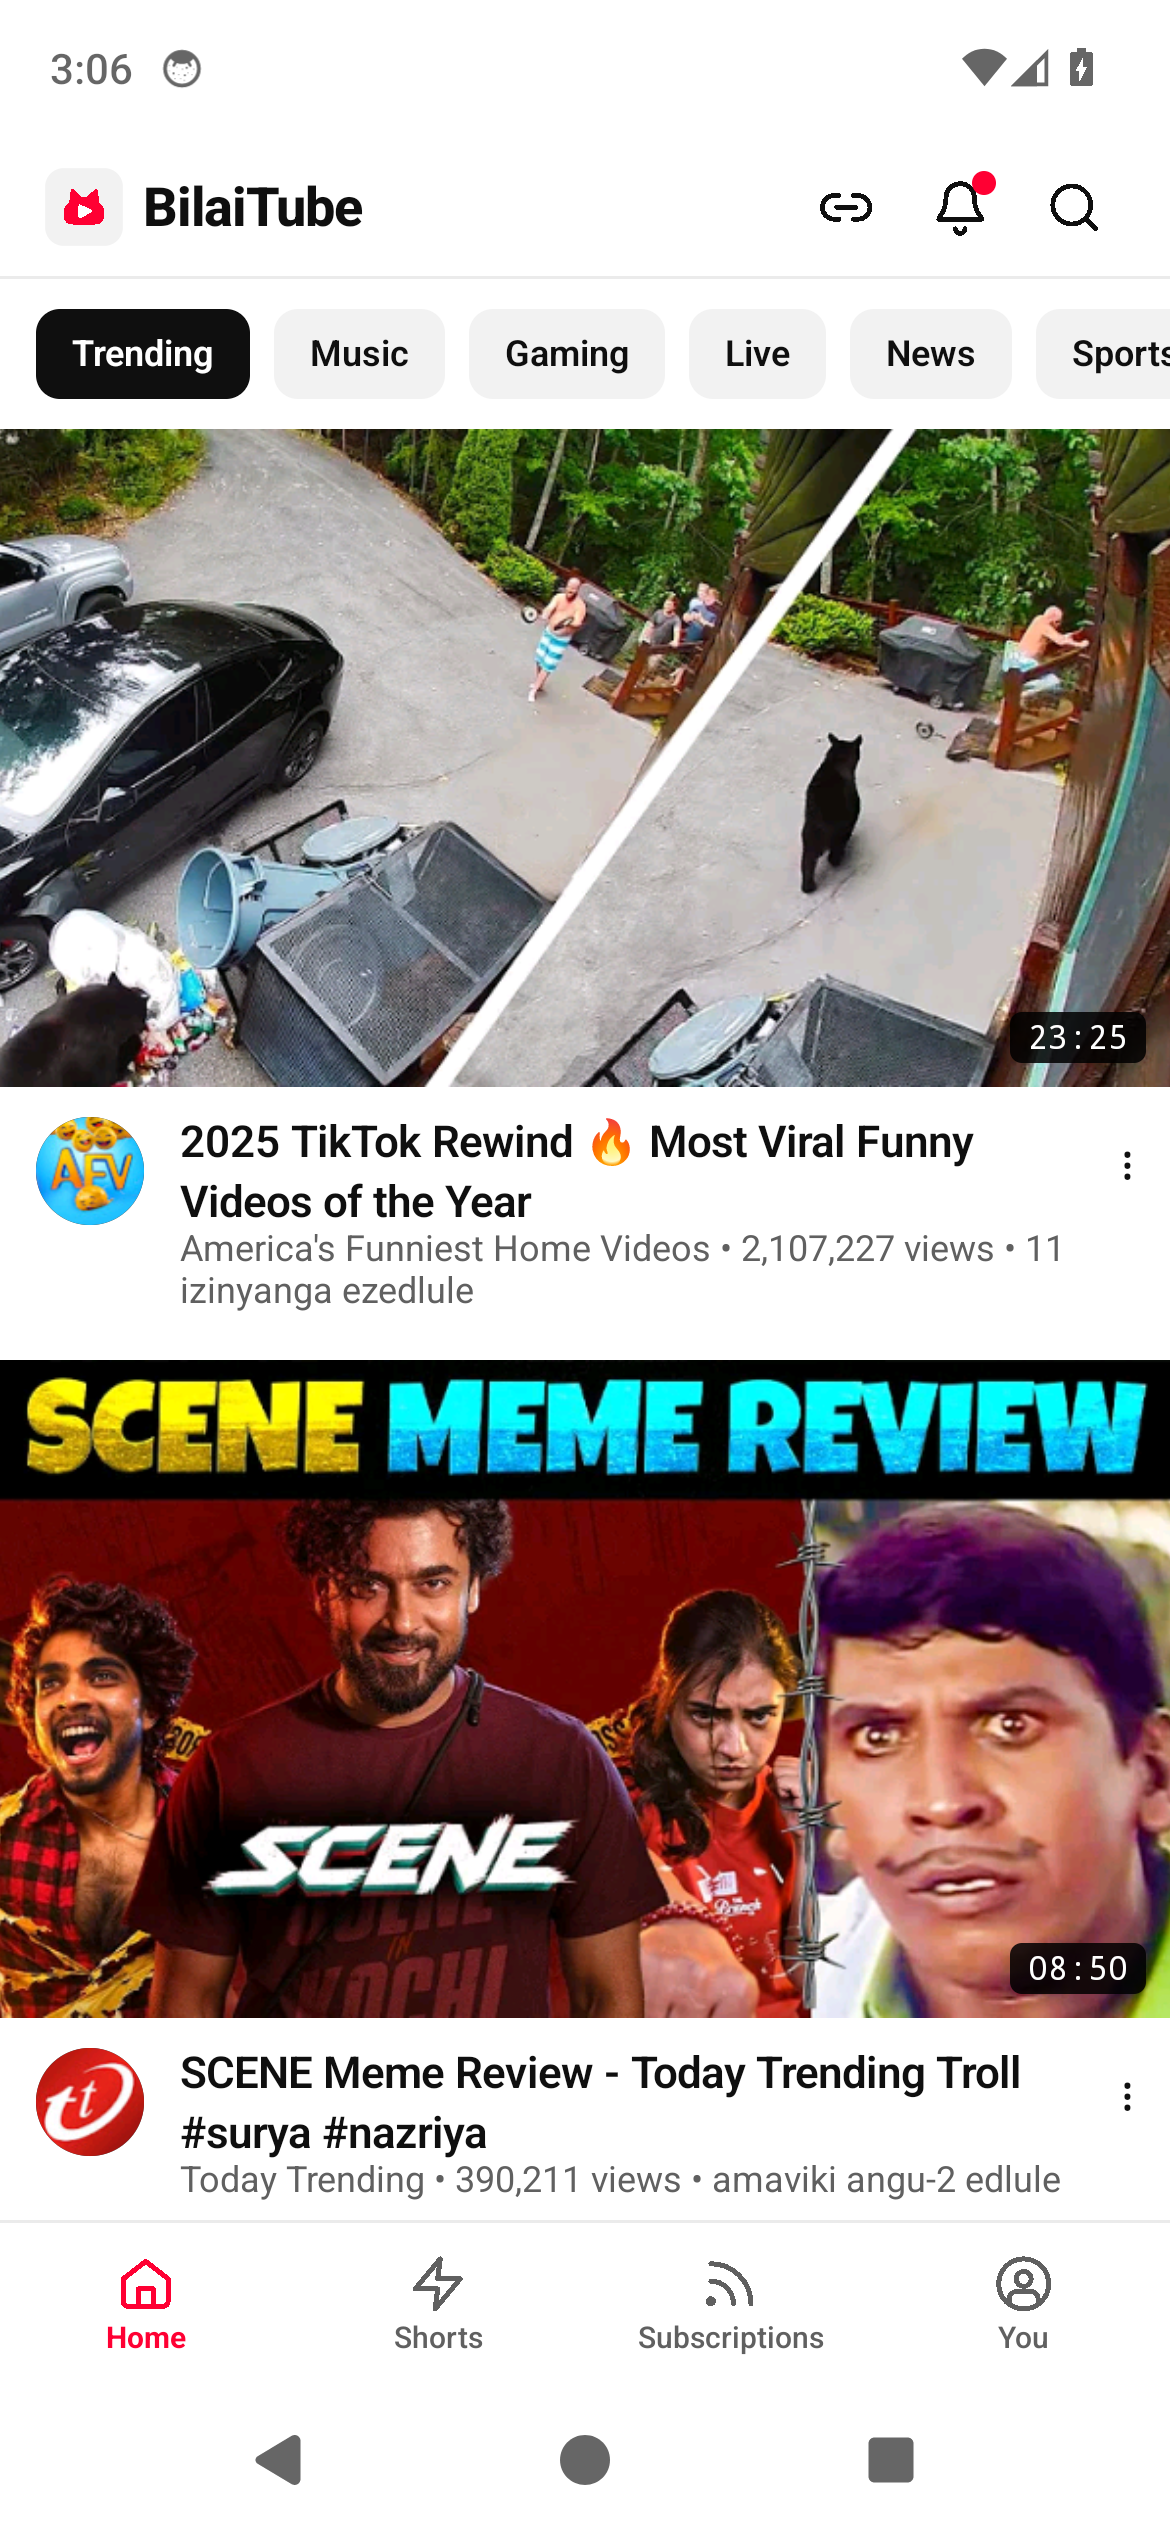 3:06
BilaiTube
Trending Music Gaming Live News Sports
23:25
AFV
2025 TikTok Rewind 🔥 Most Viral Funny
Videos of the Year
America's Funniest Home Videos • 2,107,227 views • 11
izinyanga ezedlule
SCENE MEME REVIEW
SCENE
08:50
tt
SCENE Meme Review - Today Trending Troll
#surya #nazriya
Today Trending • 390,211 views • amaviki angu-2 edlule
Home Shorts Subscriptions You